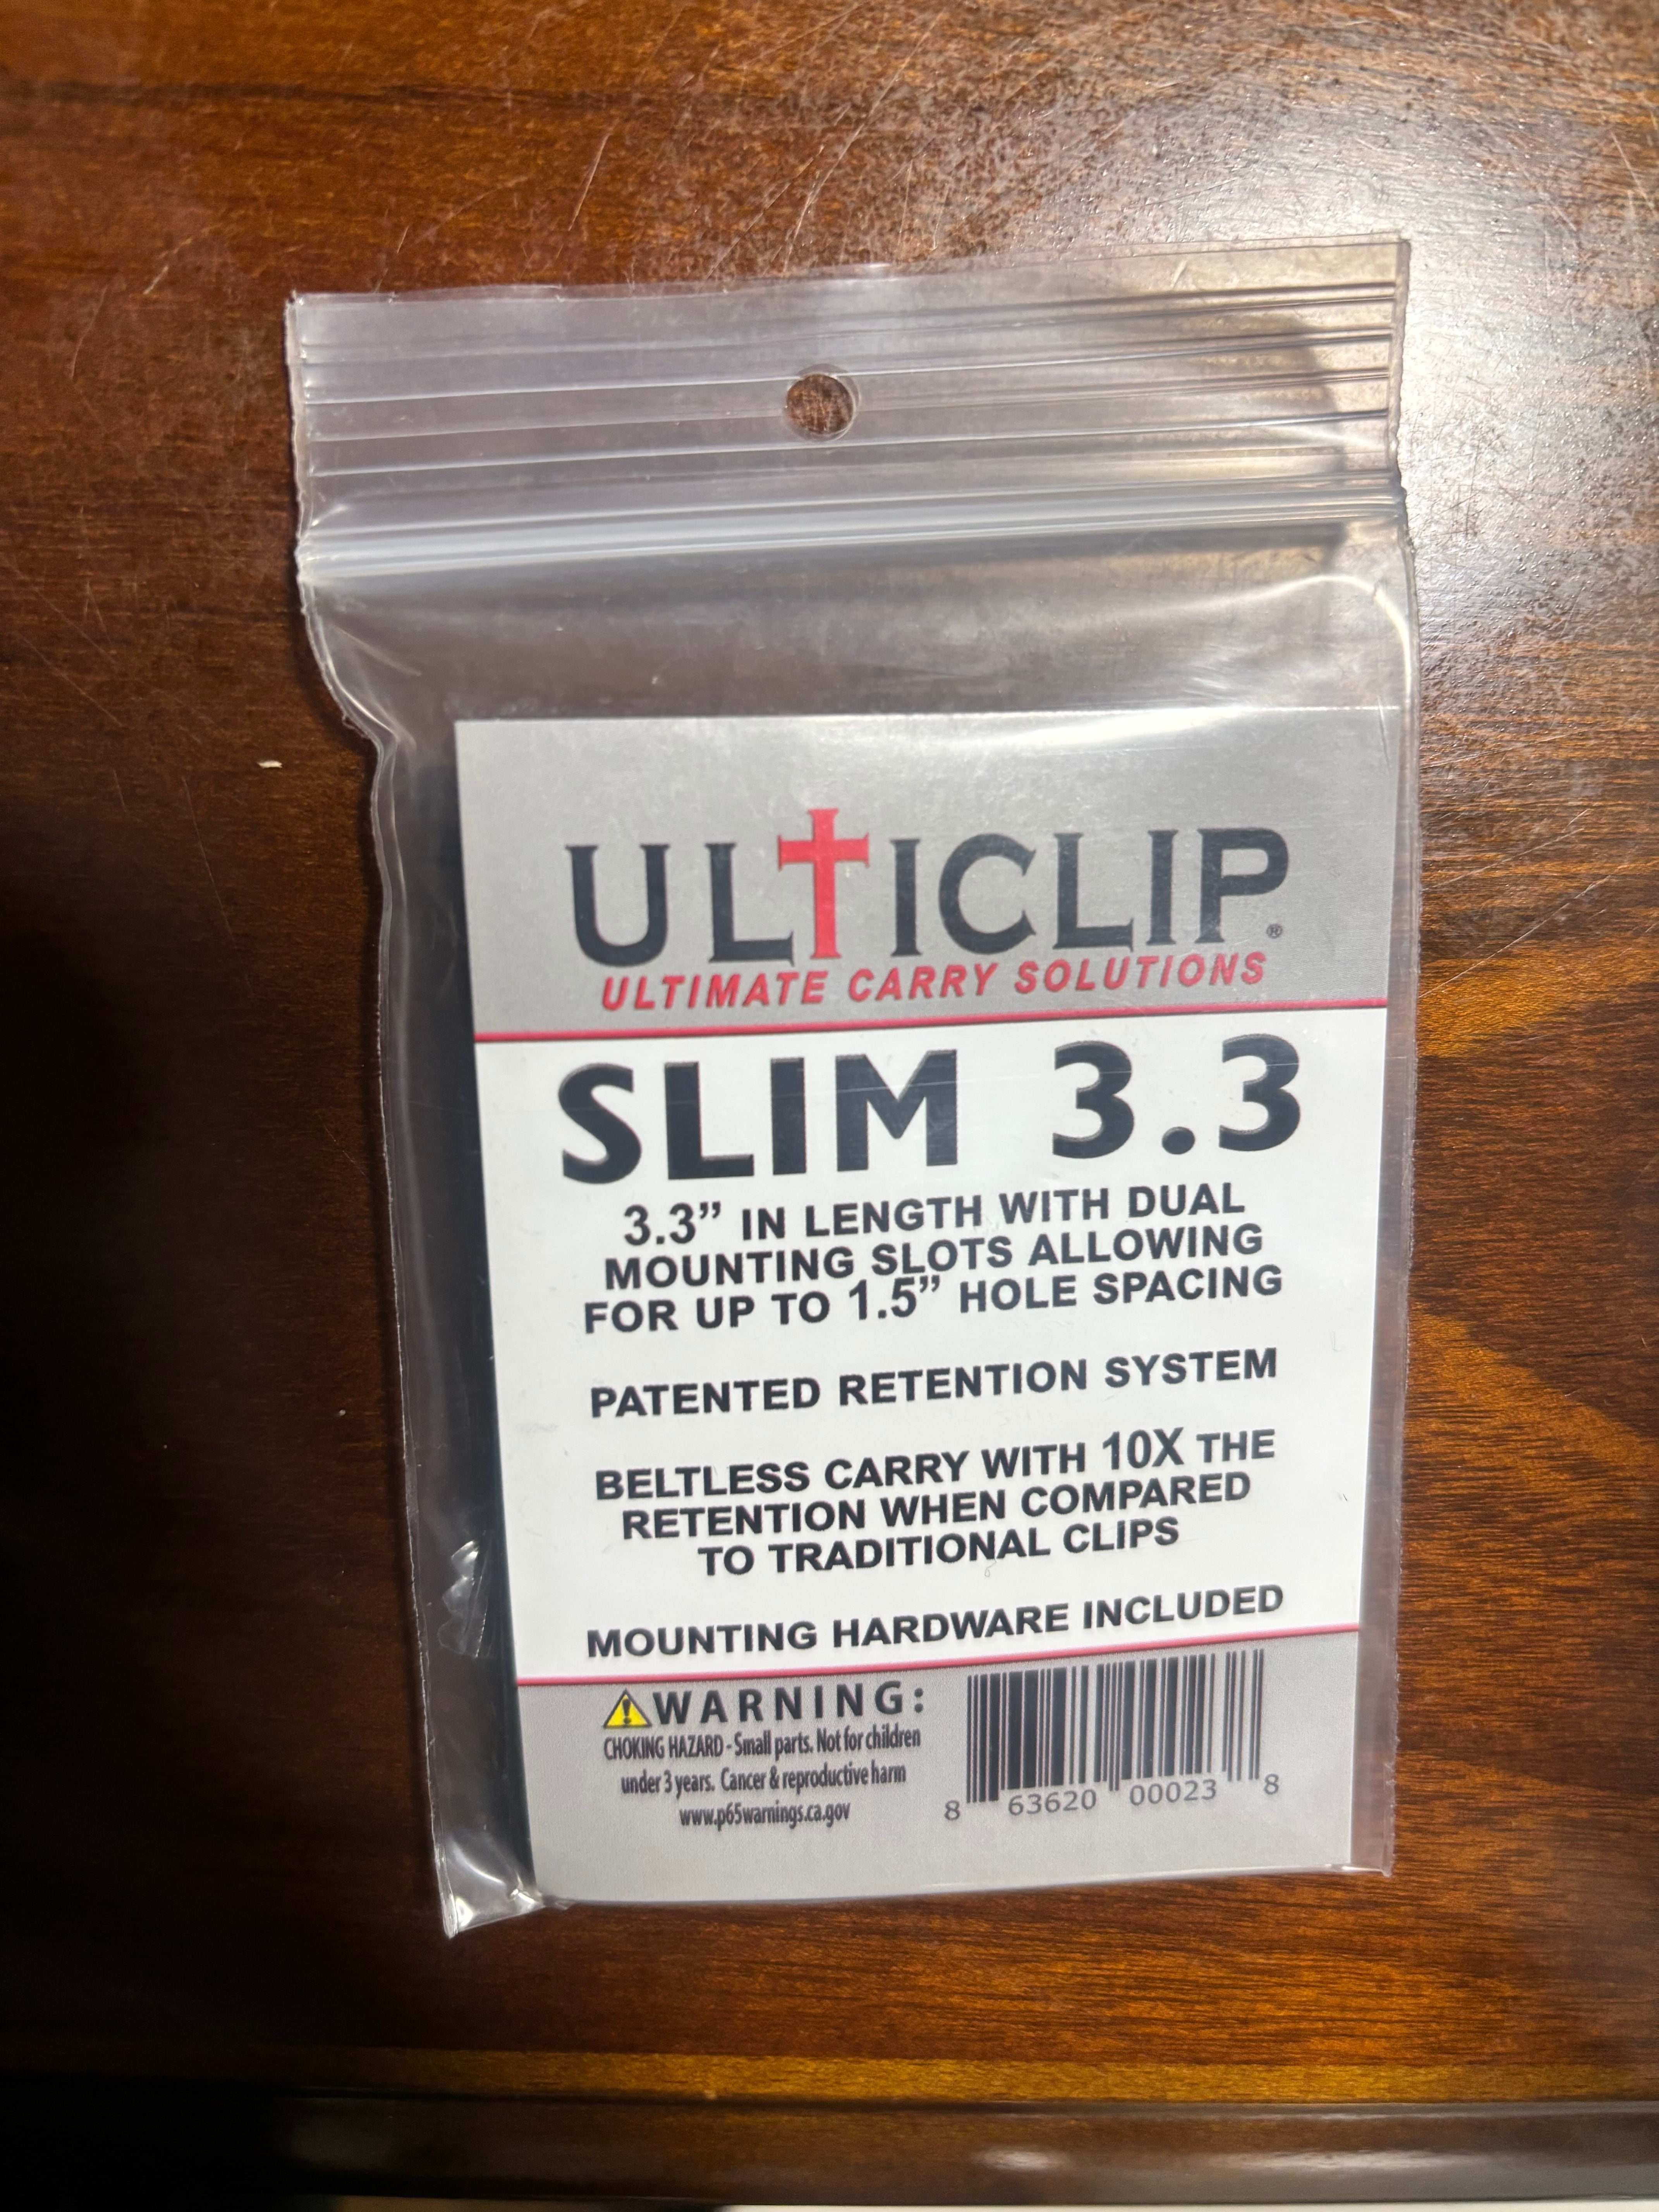 ULTICLIP®
ULTIMATE CARRY SOLUTIONS
SLIM 3.3
3.3” IN LENGTH WITH DUAL
MOUNTING SLOTS ALLOWING
FOR UP TO 1.5” HOLE SPACING
PATENTED RETENTION SYSTEM
BELTLESS CARRY WITH 10X THE
RETENTION WHEN COMPARED
TO TRADITIONAL CLIPS
MOUNTING HARDWARE INCLUDED
WARNING:
CHOKING HAZARD - Small parts. Not for children
under 3 years. Cancer & reproductive harm
www.p65warnings.ca.gov
8 63620 00023 8